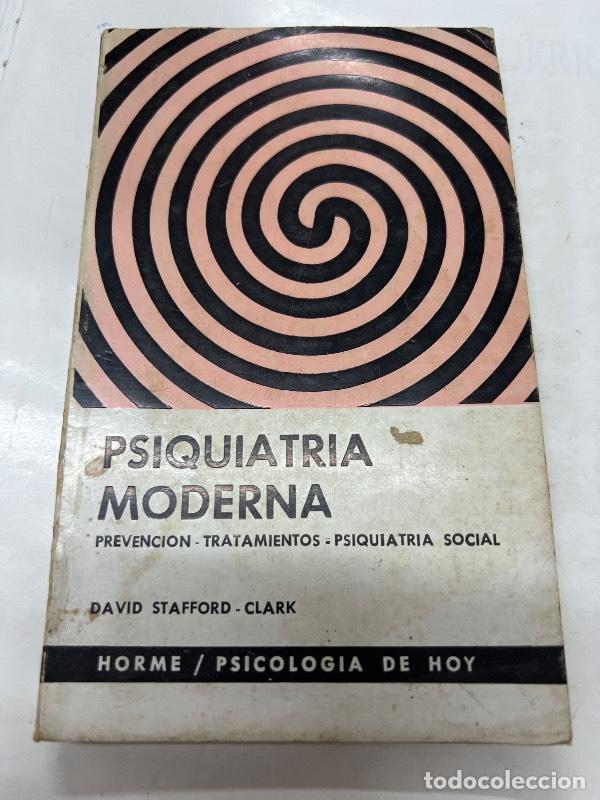 PSIQUIATRIA
MODERNA
PREVENCION - TRATAMIENTOS - PSIQUIATRIA SOCIAL
DAVID STAFFORD - CLARK
HORME / PSICOLOGIA DE HOY
todocoleccion